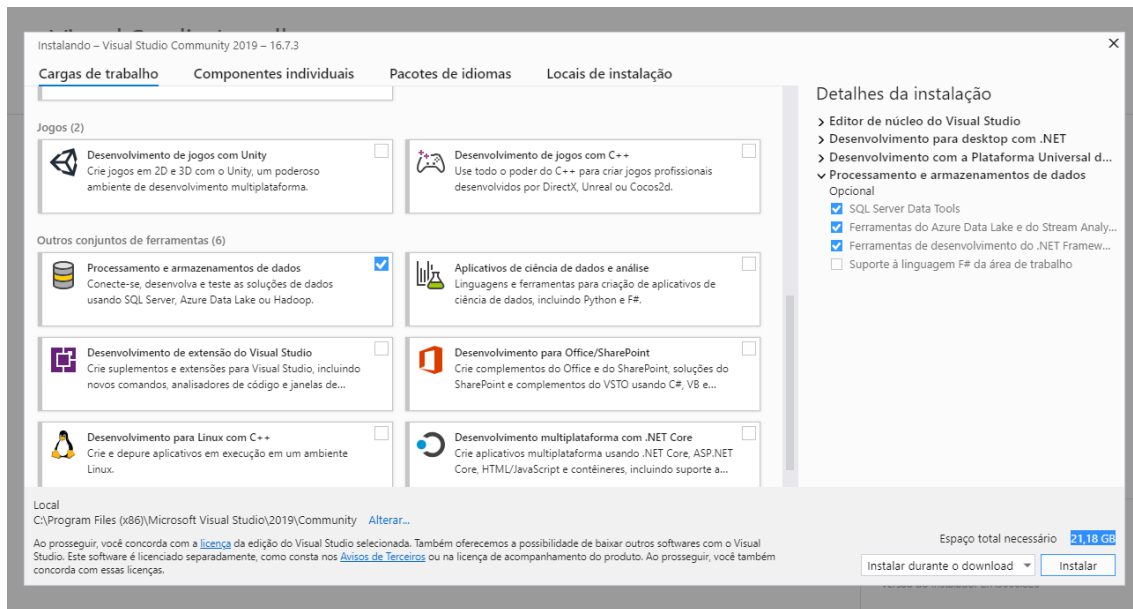 Instalando – Visual Studio Community 2019 – 16.7.3
Cargas de trabalho
Componentes individuais
Pacotes de idiomas
Locais de instalação
Jogos (2)
Desenvolvimento de jogos com Unity
Crie jogos em 2D e 3D com o Unity, um poderoso
ambiente de desenvolvimento multiplataforma.
Desenvolvimento de jogos com C++
Use todo o poder do C++ para criar jogos profissionais
desenvolvidos por DirectX, Unreal ou Cocos2d.
Outros conjuntos de ferramentas (6)
Processamento e armazenamentos de dados
Conecte-se, desenvolva e teste as soluções de dados
usando SQL Server, Azure Data Lake ou Hadoop.
Aplicativos de ciência de dados e análise
Linguagens e ferramentas para criação de aplicativos de
ciência de dados, incluindo Python e F#.
Desenvolvimento de extensão do Visual Studio
Crie suplementos e extensões para Visual Studio, incluindo
novos comandos, analisadores de código e janelas de...
Desenvolvimento para Office/SharePoint
Crie complementos do Office e do SharePoint, soluções do
SharePoint e complementos do VSTO usando C#, VB e...
Desenvolvimento para Linux com C++
Crie e depure aplicativos em execução em um ambiente
Linux.
Desenvolvimento multiplataforma com .NET Core
Crie aplicativos multiplataforma usando .NET Core, ASP.NET
Core, HTML/JavaScript e contêineres, incluindo suporte a...
Detalhes da instalação
Editor de núcleo do Visual Studio
Desenvolvimento para desktop com .NET
Desenvolvimento com a Plataforma Universal d...
Processamento e armazenamentos de dados
Opcional
SQL Server Data Tools
Ferramentas do Azure Data Lake e do Stream Analy...
Ferramentas de desenvolvimento do .NET Framew...
Suporte à linguagem F# da área de trabalho
Local
C:\Program Files (x86)\Microsoft Visual Studio\2019\Community Alterar...
Ao prosseguir, você concorda com a licença da edição do Visual Studio selecionada. Também oferecemos a possibilidade de baixar outros softwares com o Visual
Studio. Este software é licenciado separadamente, como consta nos Avisos de Terceiros ou na licença de acompanhamento do produto. Ao prosseguir, você também
concorda com essas licenças.
Espaço total necessário 21,18 GB
Instalar durante o download
Instalar